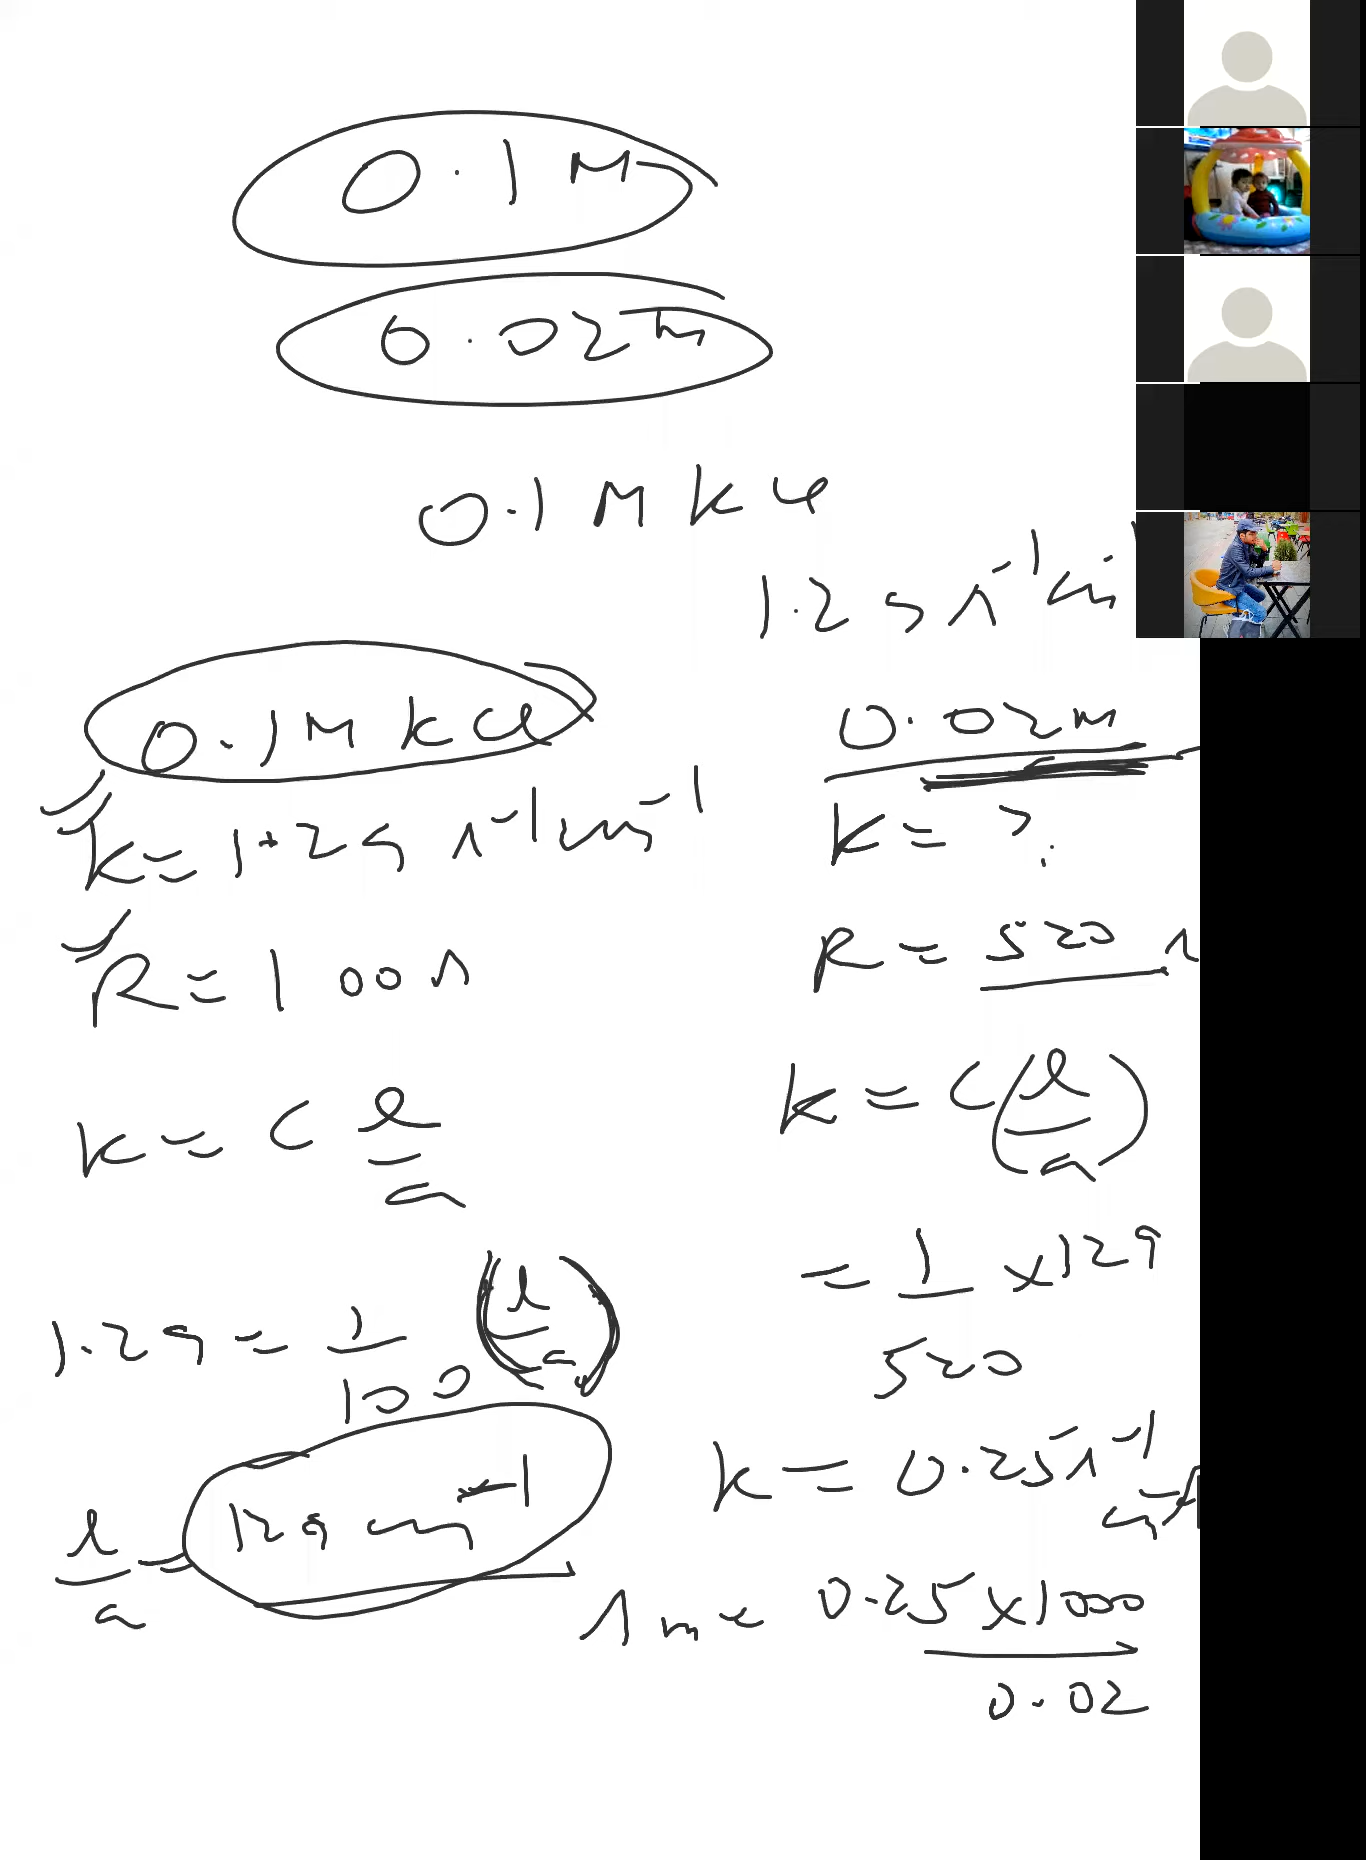 0.1 M
0.02 m
0.1 M KCl
1.29 Λ⁻¹ cm
0.1 M KCl
K = 1.29 Λ⁻¹ cm⁻¹
R = 100 Λ
K = C l/a
1.29 = 1/100 (l/a)
l/a = 129 cm⁻¹
0.02 M
K = ?
R = 520 Λ
K = C (l/a)
= 1/520 × 129
K = 0.25 Λ⁻¹ cm⁻¹
Λm = 0.25 × 1000 / 0.02